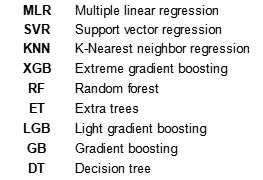 MLR Multiple linear regression
SVR Support vector regression
KNN K-Nearest neighbor regression
XGB Extreme gradient boosting
RF Random forest
ET Extra trees
LGB Light gradient boosting
GB Gradient boosting
DT Decision tree